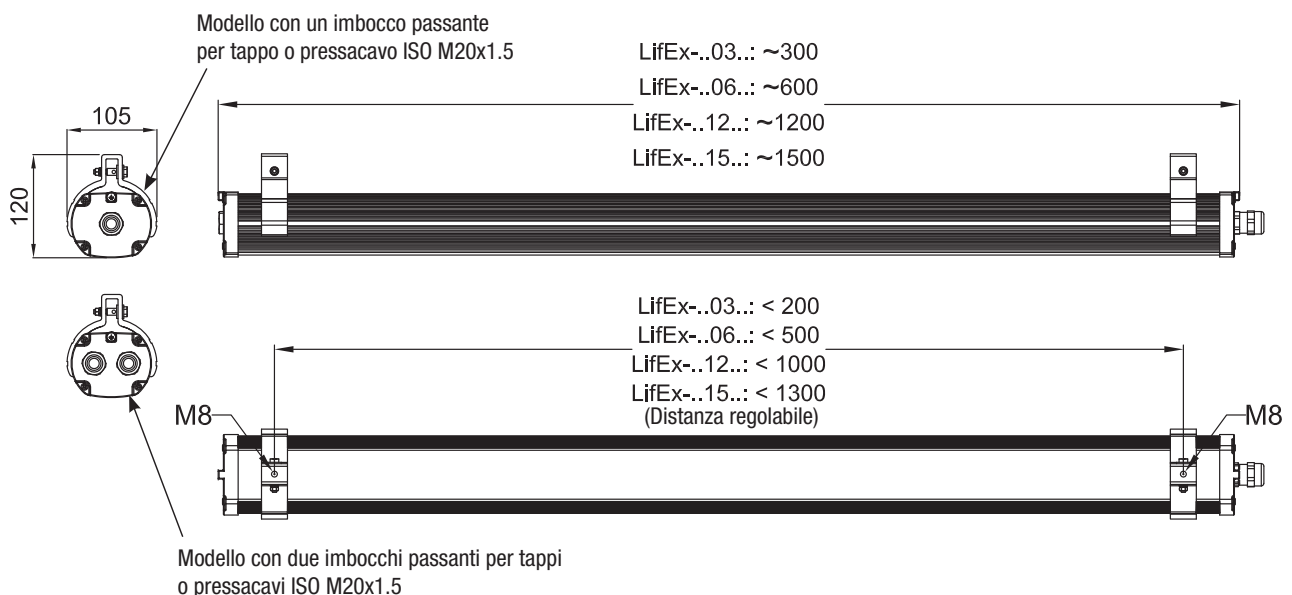 Modello con un imbocco passante
per tappo o pressacavo ISO M20x1.5
LifEx-..03..: ~300
LifEx-..06..: ~600
LifEx-..12..: ~1200
LifEx-..15..: ~1500
105
120
LifEx-..03..: < 200
LifEx-..06..: < 500
LifEx-..12..: < 1000
LifEx-..15..: < 1300
(Distanza regolabile)
M8
M8
Modello con due imbocchi passanti per tappi
o pressacavi ISO M20x1.5